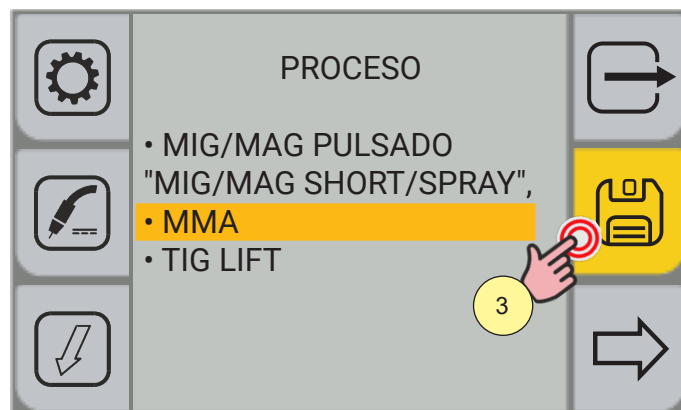 PROCESO
• MIG/MAG PULSADO
"MIG/MAG SHORT/SPRAY",
• MMA
• TIG LIFT
3